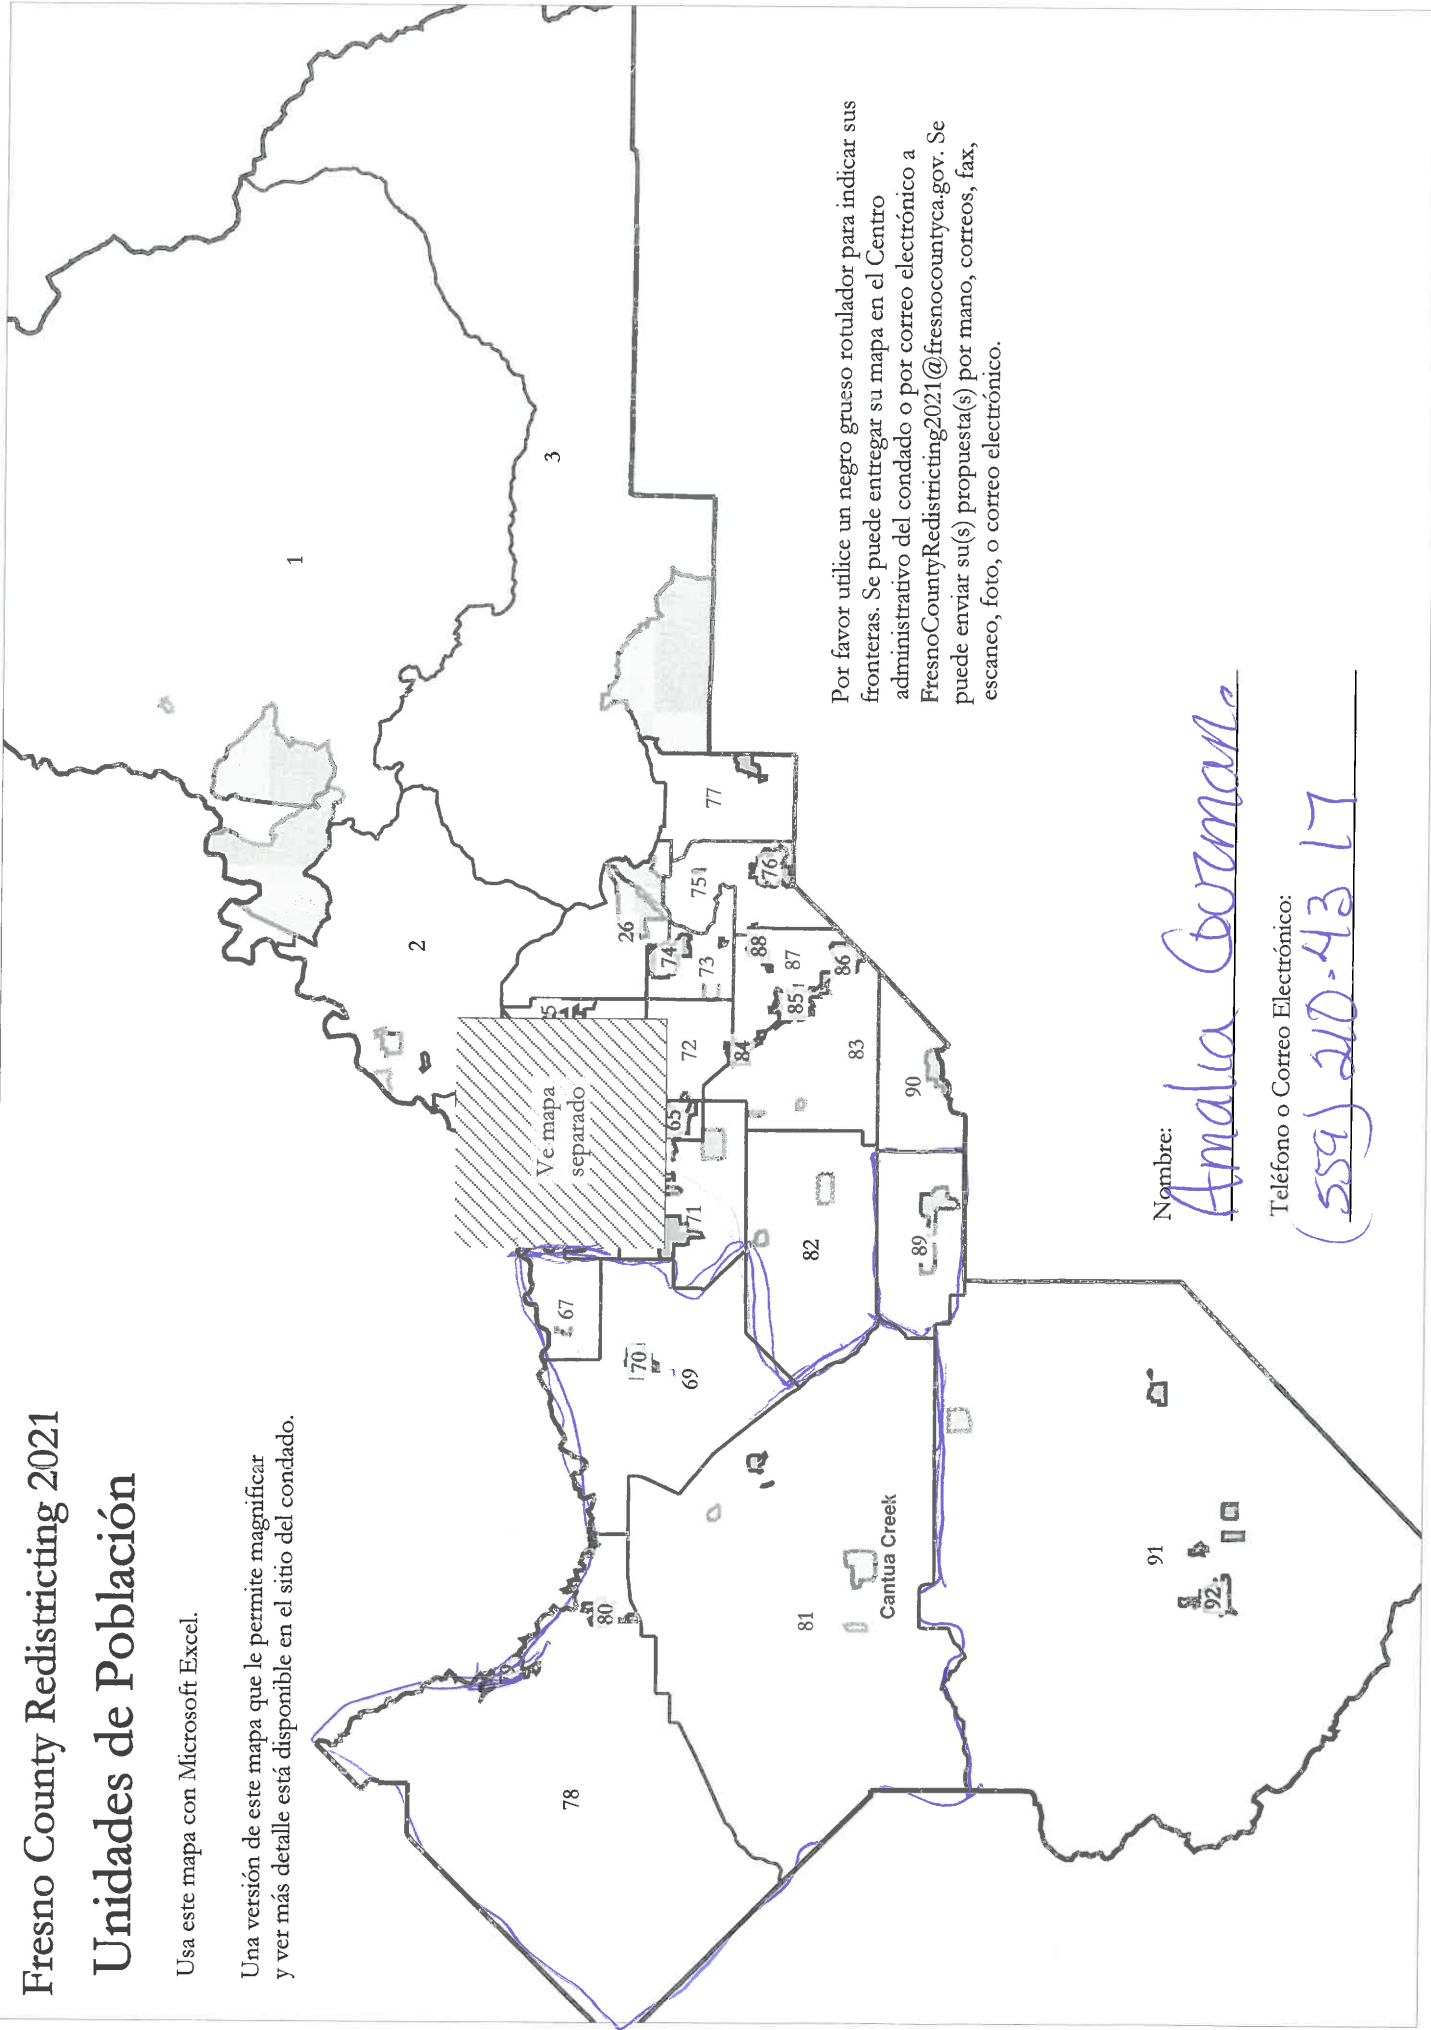 Fresno County Redistricting 2021
Unidades de Población
Usa este mapa con Microsoft Excel.
Una versión de este mapa que le permite magnificar
y ver más detalle está disponible en el sitio del condado.
1
2
3
26
Ve mapa
separado
65
67
69
70
71
72
73
74
75
76
77
78
80
81
82
83
84
85
86
87
88
89
90
91
92
Cantua Creek
Por favor utilice un negro grueso rotulador para indicar sus
fronteras. Se puede entregar su mapa en el Centro
administrativo del condado o por correo electrónico a
FresnoCountyRedistricting2021@fresnocountyca.gov. Se
puede enviar su(s) propuesta(s) por mano, correos, fax,
escaneo, foto, o correo electrónico.
Nombre:
Amalia
Teléfono o Correo Electrónico:
(559) 210-43 17